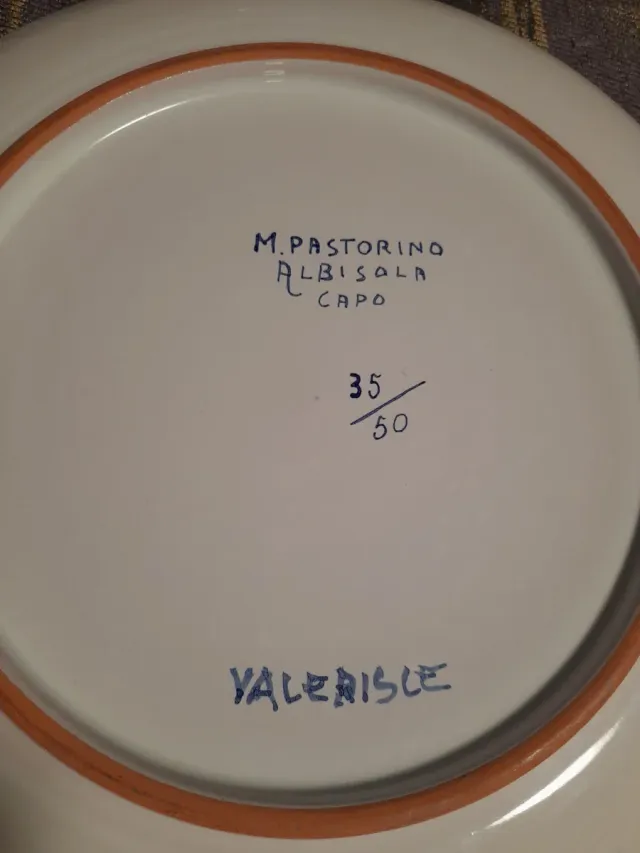 M. PASTORINO
ALBISOLA
CAPO
35/50
VALERISCE